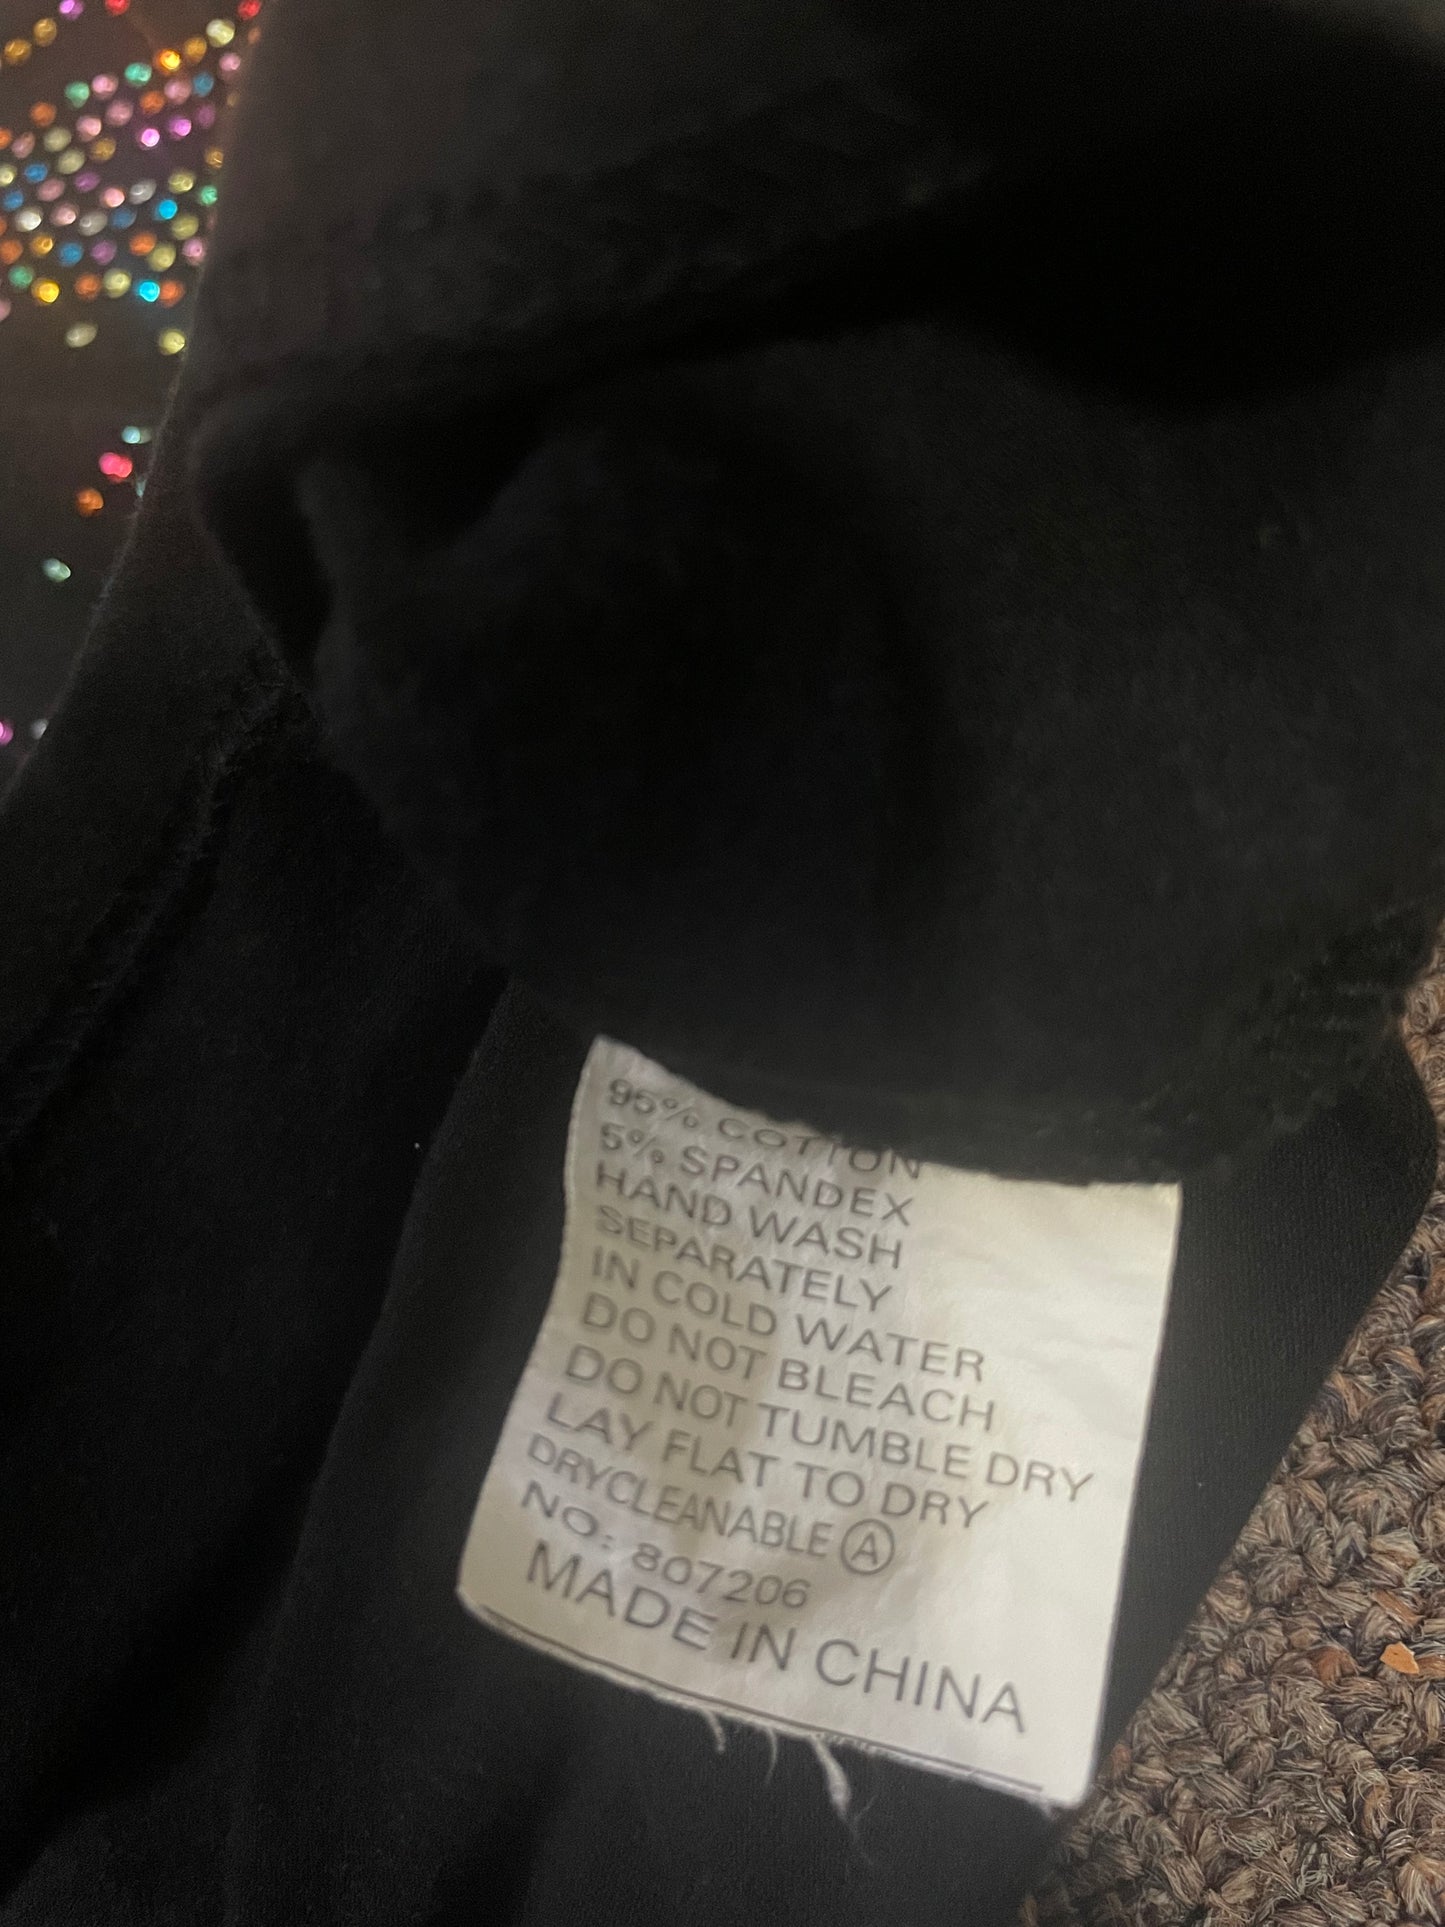 95% COTTON
5% SPANDEX
HAND WASH
SEPARATELY
IN COLD WATER
DO NOT BLEACH
DO NOT TUMBLE DRY
LAY FLAT TO DRY
DRYCLEANABLE Ⓐ
NO: 807206
MADE IN CHINA